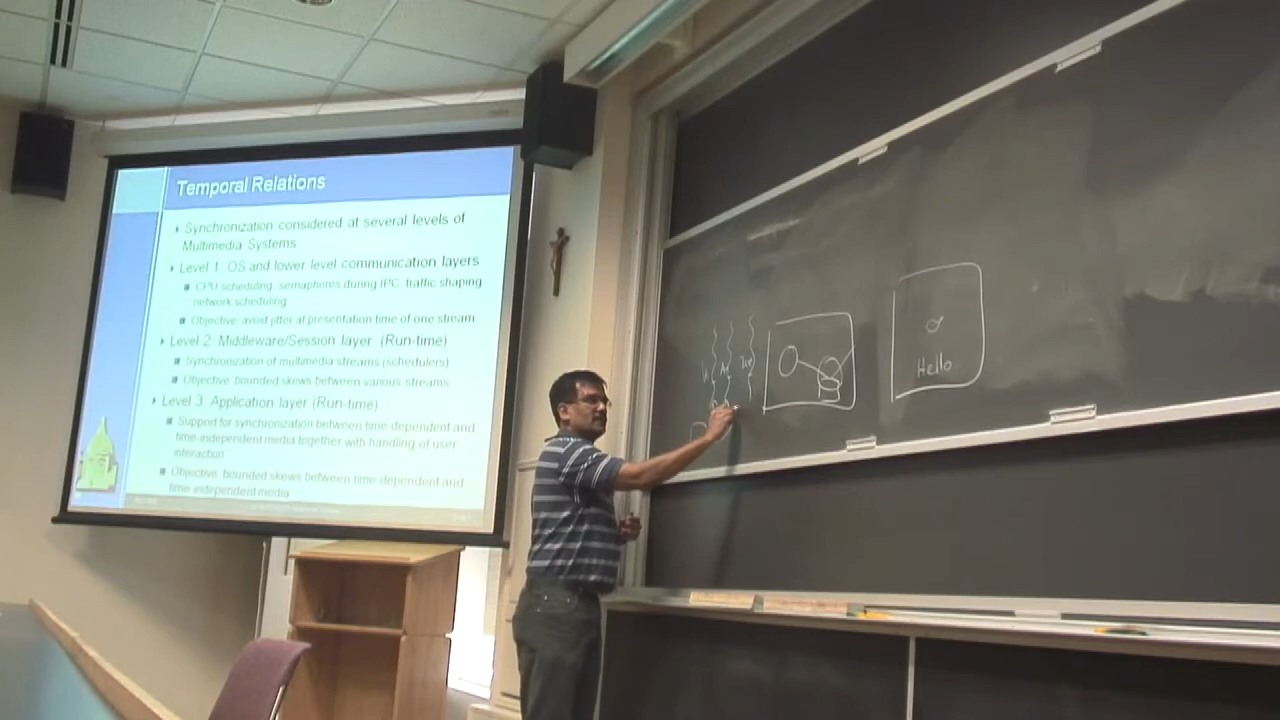 Temporal Relations
Synchronization considered at several levels of
Multimedia Systems
Level 1: OS and lower level communication layers
CPU scheduling, semaphores during IPC, traffic shaping
network scheduling
Objective: avoid jitter at presentation time of one stream
Level 2: Middleware/Session layer (Run-time)
Synchronization of multimedia streams (schedulers)
Objective: bounded skews between various streams
Level 3: Application layer (Run-time)
Support for synchronization between time-dependent and
time-independent media together with handling of user
interaction
Objective: bounded skews between time-dependent and
time-independent media
Hello